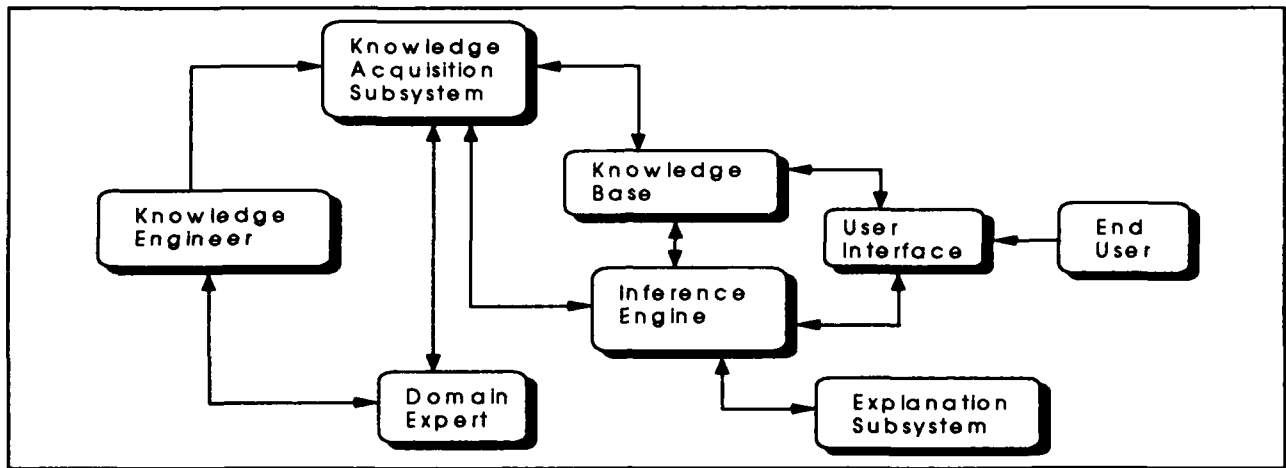 Knowledge
Acquisition
Subsystem
Knowledge
Base
Knowledge
Engineer
User
Interface
End
User
Inference
Engine
Domain
Expert
Explanation
Subsystem